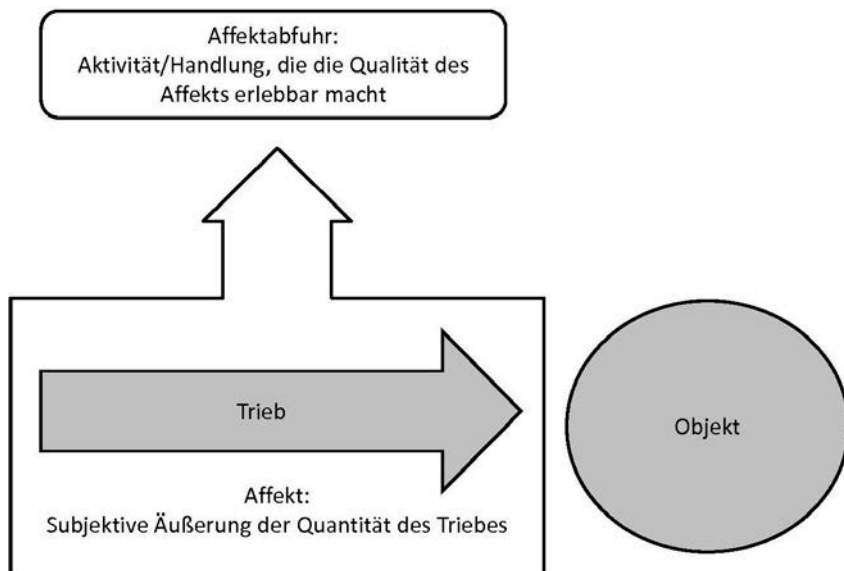 Affektabfuhr:
Aktivität/Handlung, die die Qualität des
Affekts erlebbar macht
Trieb
Objekt
Affekt:
Subjektive Äußerung der Quantität des Triebes